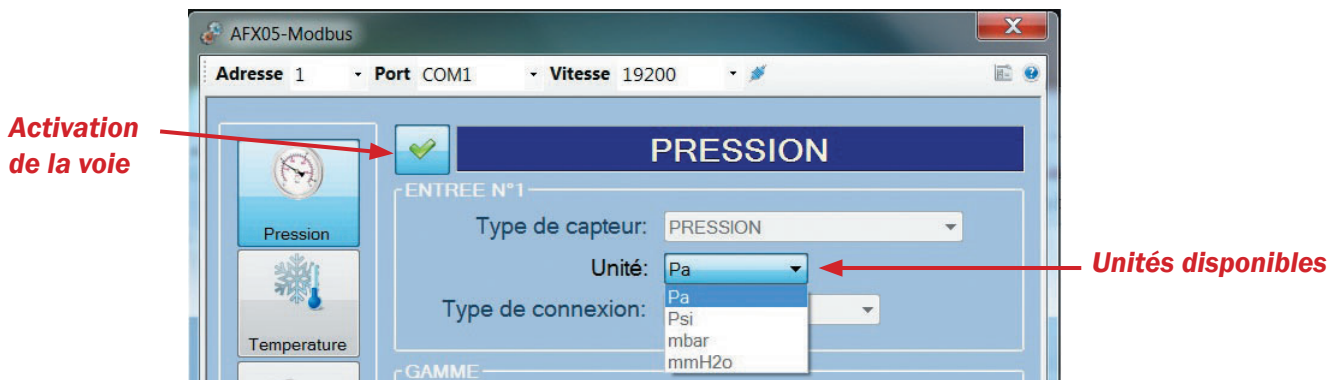 AFX05-Modbus
X
Adresse 1 Port COM1 Vitesse 19200
Activation
de la voie
PRESSION
ENTREE N°1
Type de capteur: PRESSION
Pression
Unité: Pa
Unités disponibles
Pa
Type de connexion:
Psi
mbar
Temperature
mmH2o
GAMME